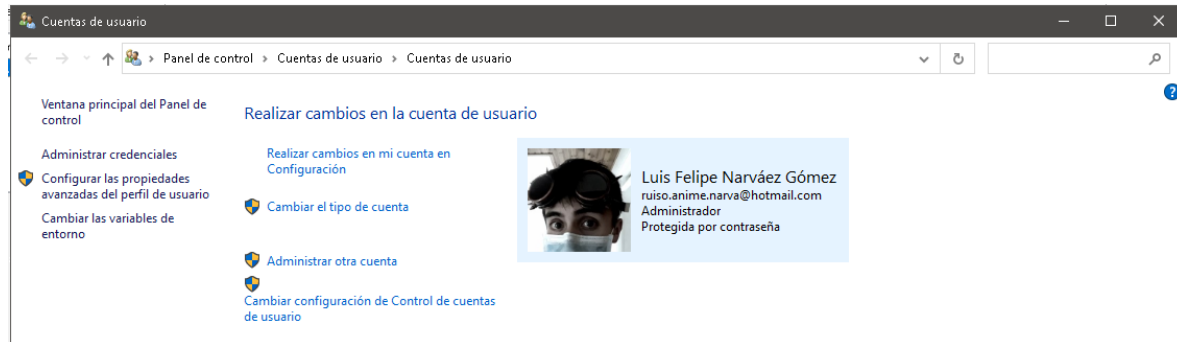 Cuentas de usuario
Panel de control > Cuentas de usuario > Cuentas de usuario
Ventana principal del Panel de
control
Administrar credenciales
Configurar las propiedades
avanzadas del perfil de usuario
Cambiar las variables de
entorno
Realizar cambios en la cuenta de usuario
Realizar cambios en mi cuenta en
Configuración
Cambiar el tipo de cuenta
Administrar otra cuenta
Cambiar configuración de Control de cuentas
de usuario
Luis Felipe Narváez Gómez
ruiso.anime.narva@hotmail.com
Administrador
Protegida por contraseña